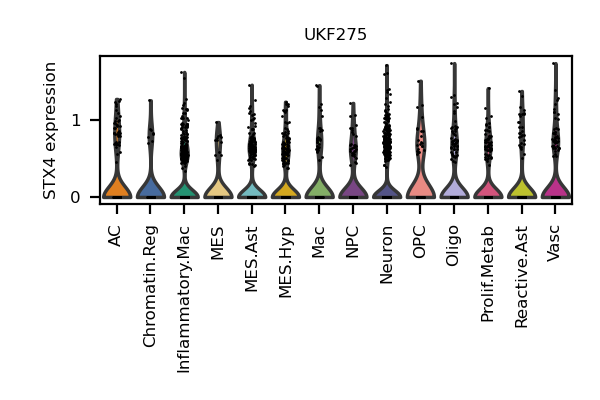 UKF275
STX4 expression
1
0
AC
Chromatin.Reg
Inflammatory.Mac
MES
MES.Ast
MES.Hyp
Mac
NPC
Neuron
OPC
Oligo
Prolif.Metab
Reactive.Ast
Vasc